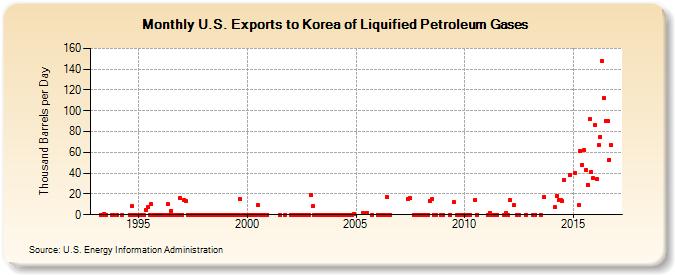 Monthly U.S. Exports to Korea of Liquified Petroleum Gases
Thousand Barrels per Day
160
140
120
100
80
60
40
20
0
1995 2000 2005 2010 2015
Source: U.S. Energy Information Administration